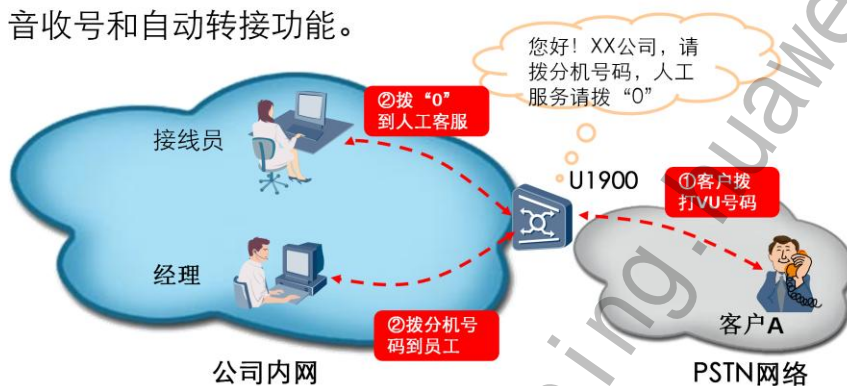 音收号和自动转接功能。
您好！XX公司，请
拨分机号码，人工
服务请拨“0”
②拨“0”
到人工客服
接线员
U1900
①客户拨
打VU号码
经理
②拨分机号
码到员工
客户A
公司内网
PSTN网络
ing.huawe